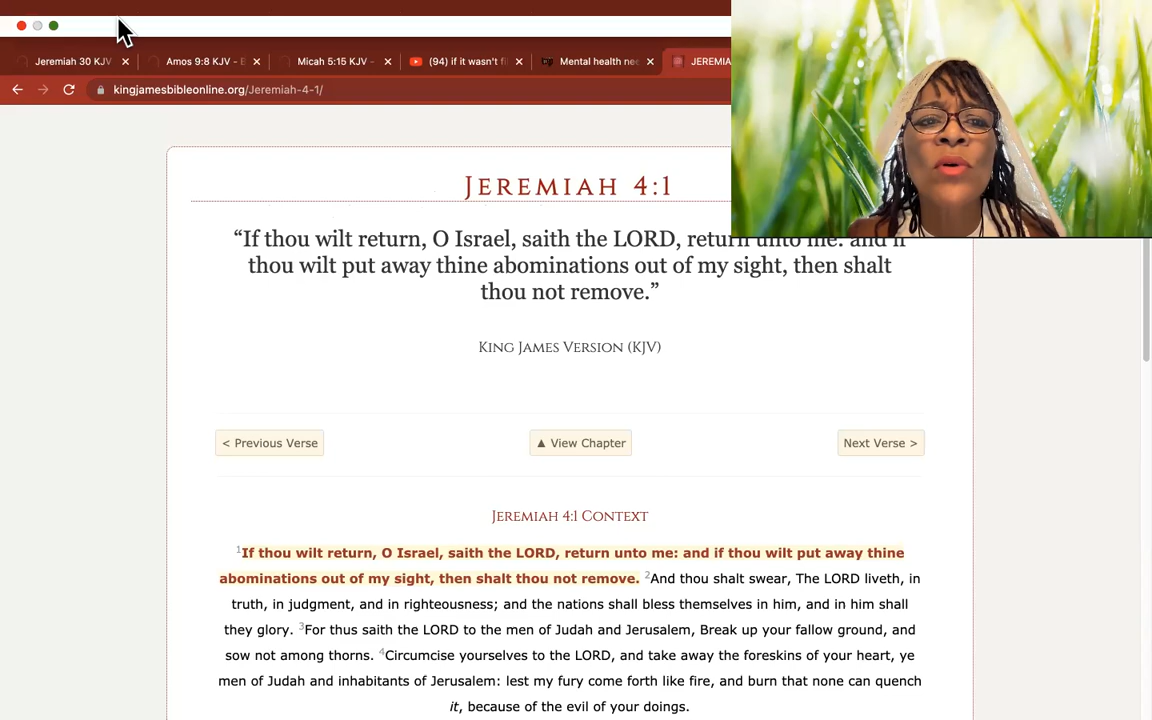 Jeremiah 30 KJV
Amos 9:8 KJV -
Micah 5:15 KJV -
(94) if it wasn't
Mental health
JEREMIA
kingjamesbibleonline.org/Jeremiah-4-1/
JEREMIAH 4:1
“If thou wilt return, O Israel, saith the LORD, return unto me: and if
thou wilt put away thine abominations out of my sight, then shalt
thou not remove.”
KING JAMES VERSION (KJV)
< Previous Verse
▲ View Chapter
Next Verse >
JEREMIAH 4:1 CONTEXT
1If thou wilt return, O Israel, saith the LORD, return unto me: and if thou wilt put away thine
abominations out of my sight, then shalt thou not remove. 2And thou shalt swear, The LORD liveth, in
truth, in judgment, and in righteousness; and the nations shall bless themselves in him, and in him shall
they glory. 3For thus saith the LORD to the men of Judah and Jerusalem, Break up your fallow ground, and
sow not among thorns. 4Circumcise yourselves to the LORD, and take away the foreskins of your heart, ye
men of Judah and inhabitants of Jerusalem: lest my fury come forth like fire, and burn that none can quench
it, because of the evil of your doings.